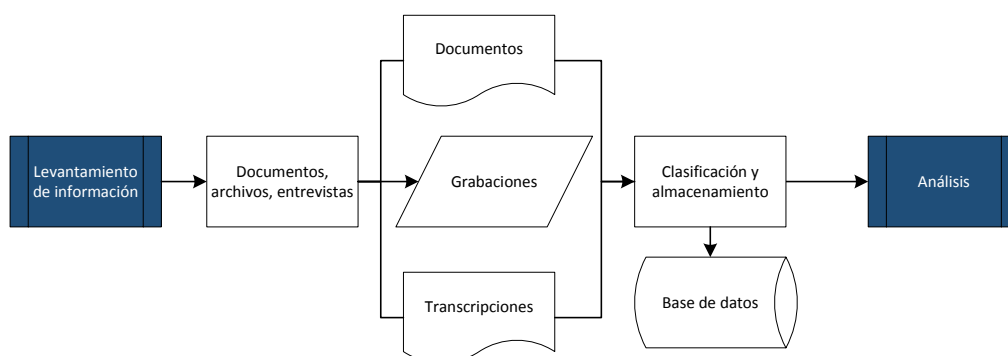 Documentos
Levantamiento
de información
Documentos,
archivos, entrevistas
Grabaciones
Clasificación y
almacenamiento
Análisis
Transcripciones
Base de datos